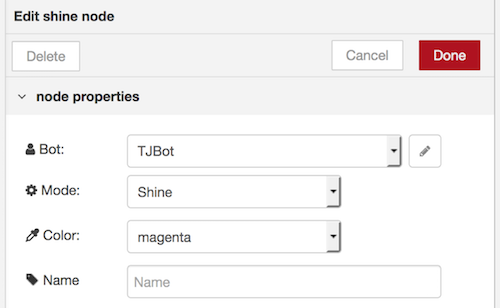 Edit shine node
Delete
Cancel
Done
node properties
Bot:
TJBot
Mode:
Shine
Color:
magenta
Name
Name